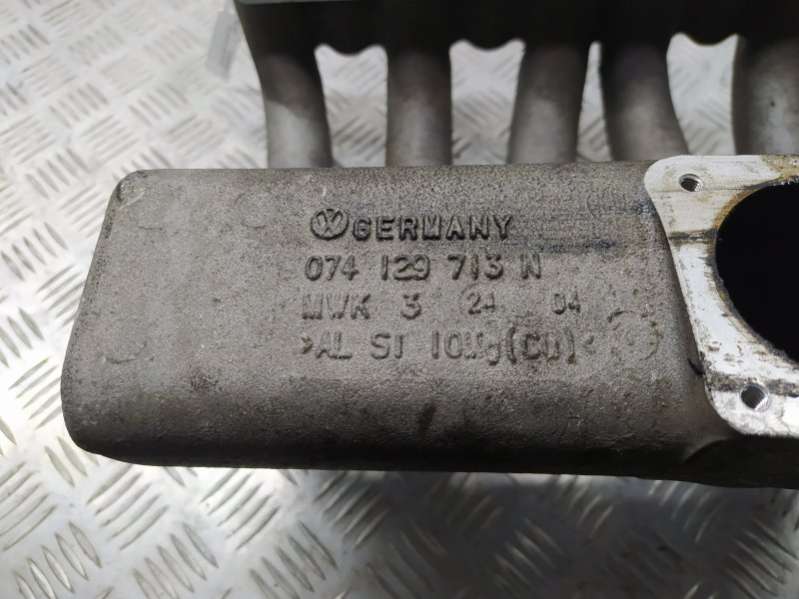 GERMANY
074 129 713 N
MWK 3 24 04
>AL SI 10Mg(Cu)<